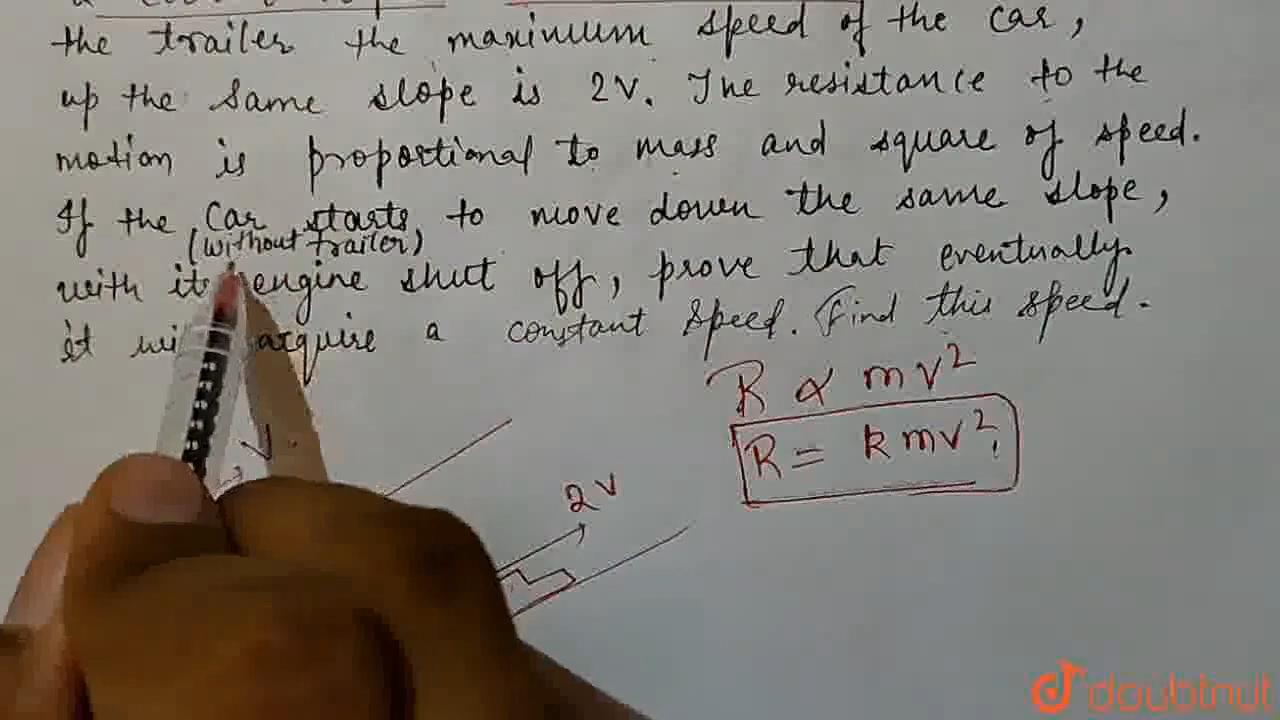 the trailer the maximum speed of the car,
up the same slope is 2V. The resistance to the
motion is proportional to mass and square of speed.
If the car starts to move down the same slope,
(without trailer)
with its engine shut off, prove that eventually
it will acquire a constant speed. Find this speed.
R ∝ mv²
R = kmv²
V
2V
doubtnut